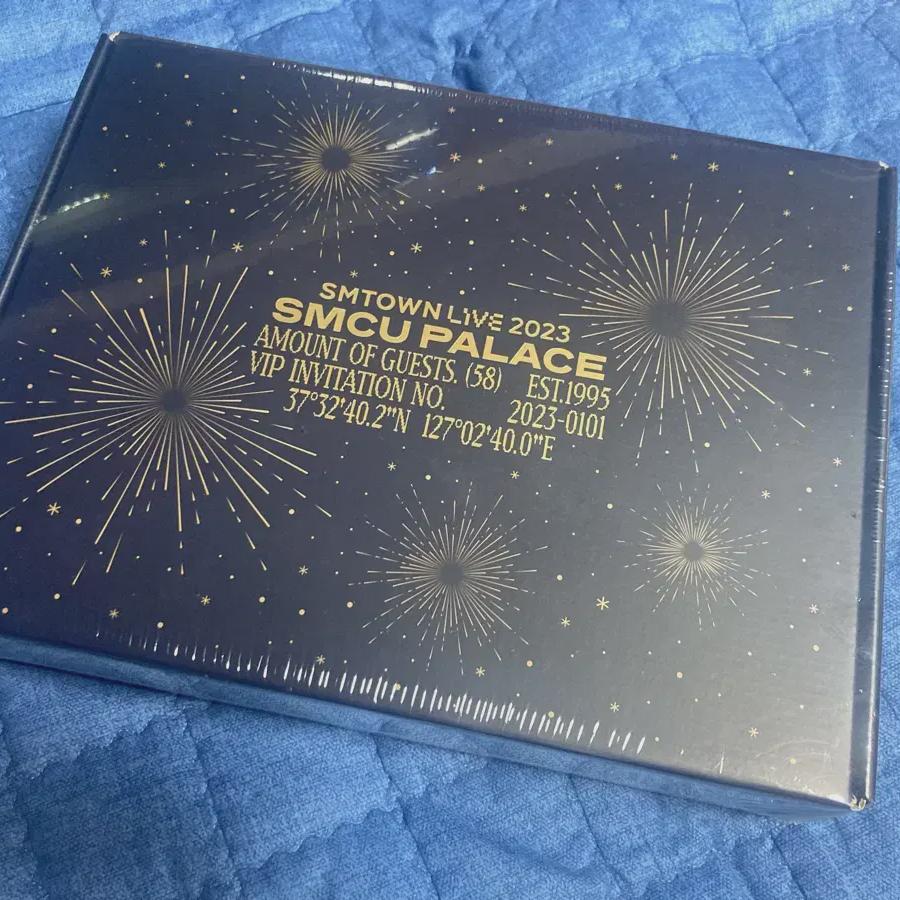 SMTOWN LIVE 2023
SMCU PALACE
AMOUNT OF GUESTS. (58) EST.1995
VIP INVITATION NO. 2023-0101
37°32'40.2"N 127°02'40.0"E